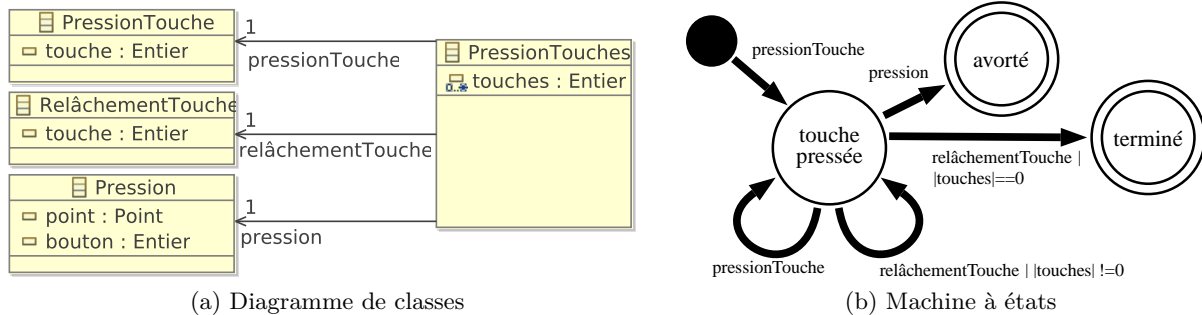 PressionTouche
touche : Entier
1
pressionTouche
RelâchementTouche
touche : Entier
1
relâchementTouche
Pression
point : Point
bouton : Entier
1
pression
PressionTouches
0..*
touches : Entier
(a) Diagramme de classes
pressionTouche
pression
avorté
touche
pressée
terminé
relâchementTouche |
|touches|==0
pressionTouche
relâchementTouche | |touches| !=0
(b) Machine à états